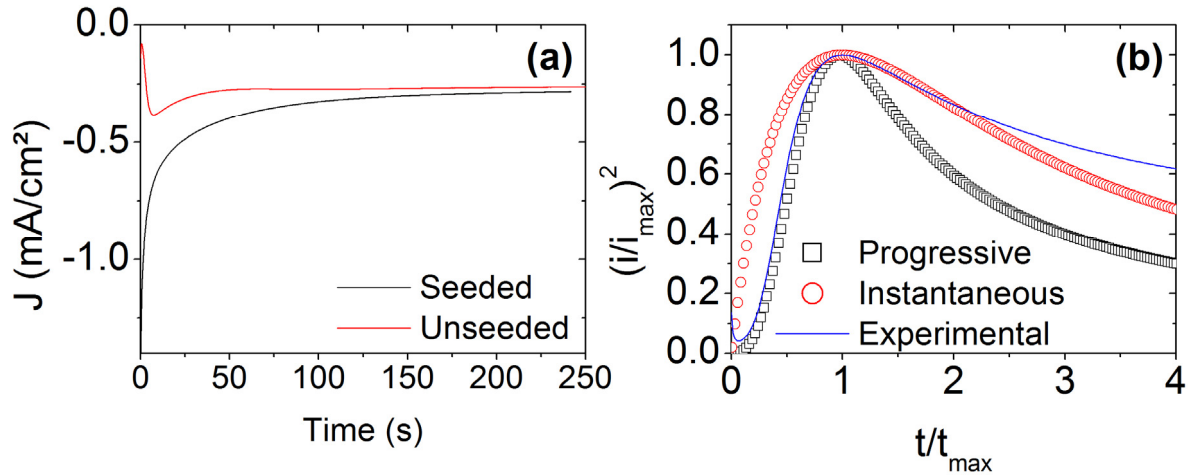 (a)
0.0
-0.5
-1.0
J (mA/cm²)
Seeded
Unseeded
0 50 100 150 200 250
Time (s)
(b)
1.0
0.8
0.6
0.4
0.2
0.0
(i/i_max)²
Progressive
Instantaneous
Experimental
0 1 2 3 4
t/t_max